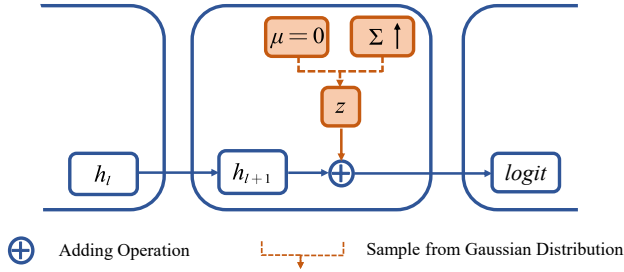 μ = 0
Σ ↑
z
h_l
h_{l+1}
logit
Adding Operation
Sample from Gaussian Distribution